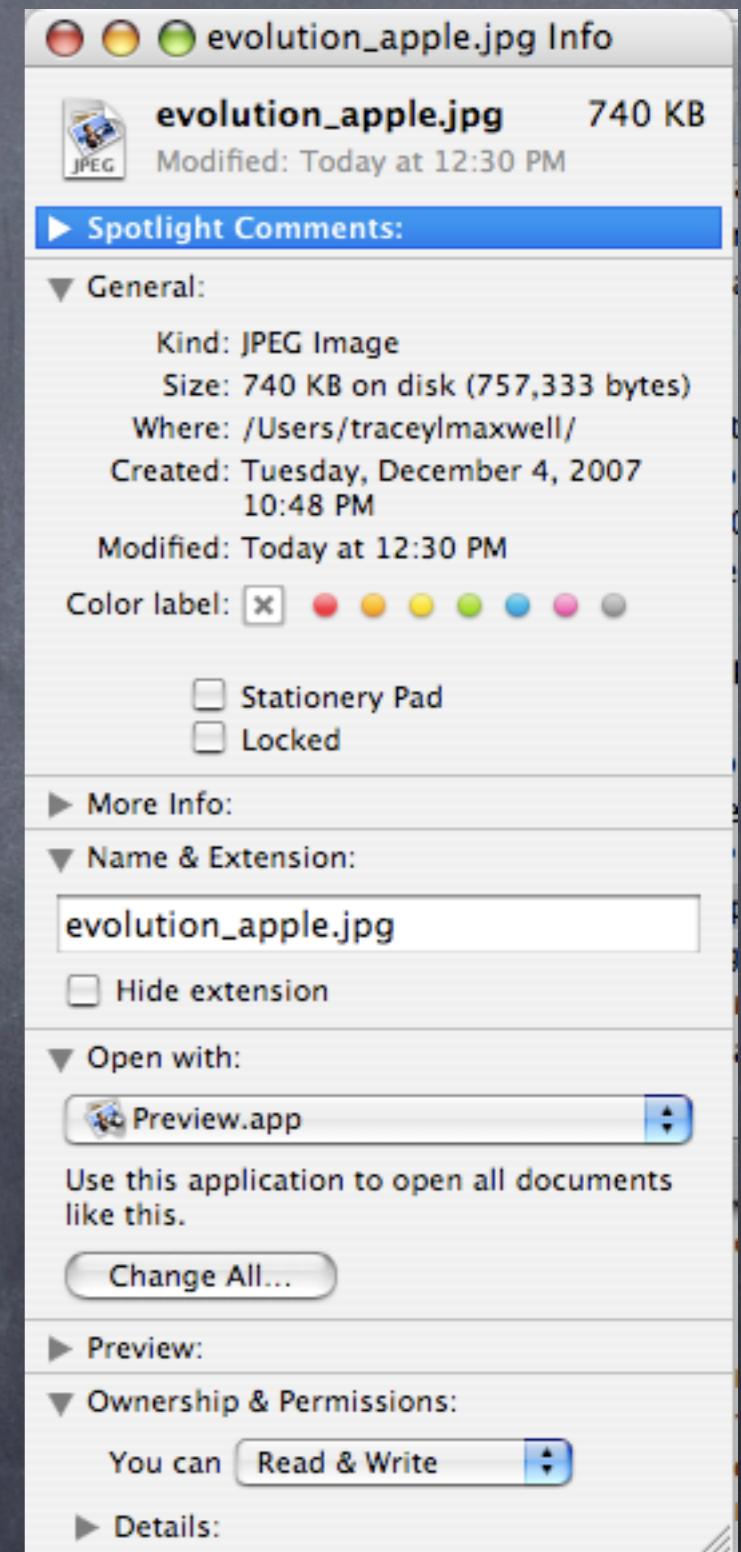 evolution_apple.jpg Info
evolution_apple.jpg 740 KB
JPEG
Modified: Today at 12:30 PM
Spotlight Comments:
General:
Kind: JPEG Image
Size: 740 KB on disk (757,333 bytes)
Where: /Users/traceylmaxwell/
Created: Tuesday, December 4, 2007
10:48 PM
Modified: Today at 12:30 PM
Color label:
Stationery Pad
Locked
More Info:
Name & Extension:
evolution_apple.jpg
Hide extension
Open with:
Preview.app
Use this application to open all documents
like this.
Change All...
Preview:
Ownership & Permissions:
You can Read & Write
Details: